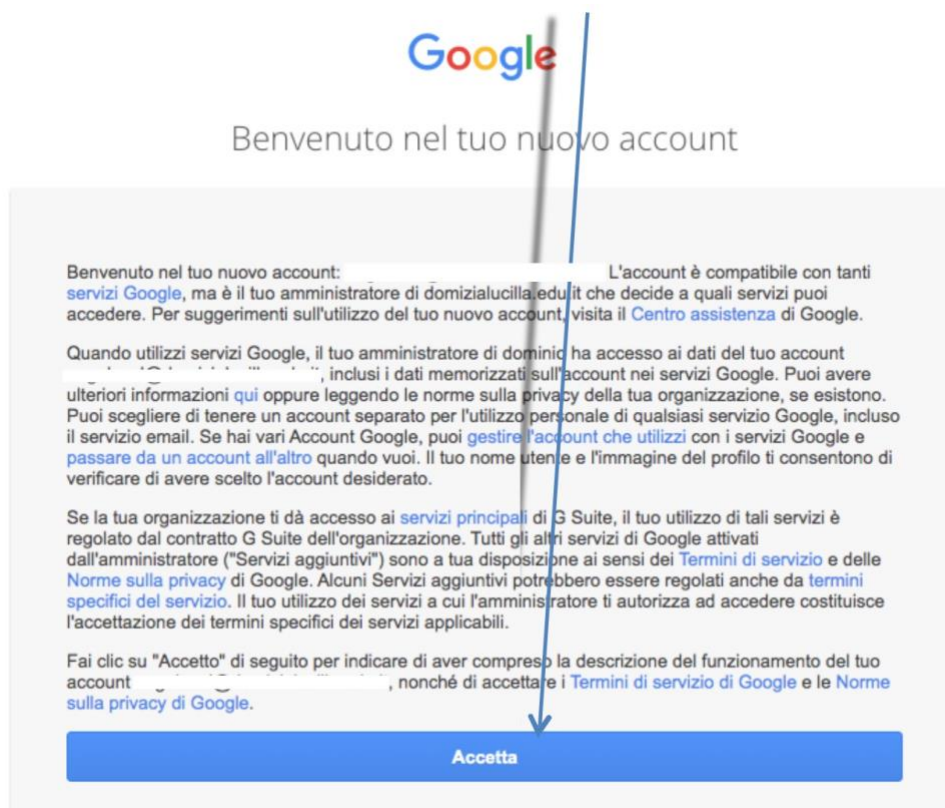 Google
Benvenuto nel tuo nuovo account
Benvenuto nel tuo nuovo account: L'account è compatibile con tanti
servizi Google, ma è il tuo amministratore di domizialucilla.edu.it che decide a quali servizi puoi
accedere. Per suggerimenti sull'utilizzo del tuo nuovo account, visita il Centro assistenza di Google.
Quando utilizzi servizi Google, il tuo amministratore di dominio ha accesso ai dati del tuo account
, inclusi i dati memorizzati sull'account nei servizi Google. Puoi avere
ulteriori informazioni qui oppure leggendo le norme sulla privacy della tua organizzazione, se esistono.
Puoi scegliere di tenere un account separato per l'utilizzo personale di qualsiasi servizio Google, incluso
il servizio email. Se hai vari Account Google, puoi gestire l'account che utilizzi con i servizi Google e
passare da un account all'altro quando vuoi. Il tuo nome utente e l'immagine del profilo ti consentono di
verificare di avere scelto l'account desiderato.
Se la tua organizzazione ti dà accesso ai servizi principali di G Suite, il tuo utilizzo di tali servizi è
regolato dal contratto G Suite dell'organizzazione. Tutti gli altri servizi di Google attivati
dall'amministratore ("Servizi aggiuntivi") sono a tua disposizione ai sensi dei Termini di servizio e delle
Norme sulla privacy di Google. Alcuni Servizi aggiuntivi potrebbero essere regolati anche da termini
specifici del servizio. Il tuo utilizzo dei servizi a cui l'amministratore ti autorizza ad accedere costituisce
l'accettazione dei termini specifici dei servizi applicabili.
Fai clic su "Accetto" di seguito per indicare di aver compreso la descrizione del funzionamento del tuo
account , nonché di accettare i Termini di servizio di Google e le Norme
sulla privacy di Google.
Accetta